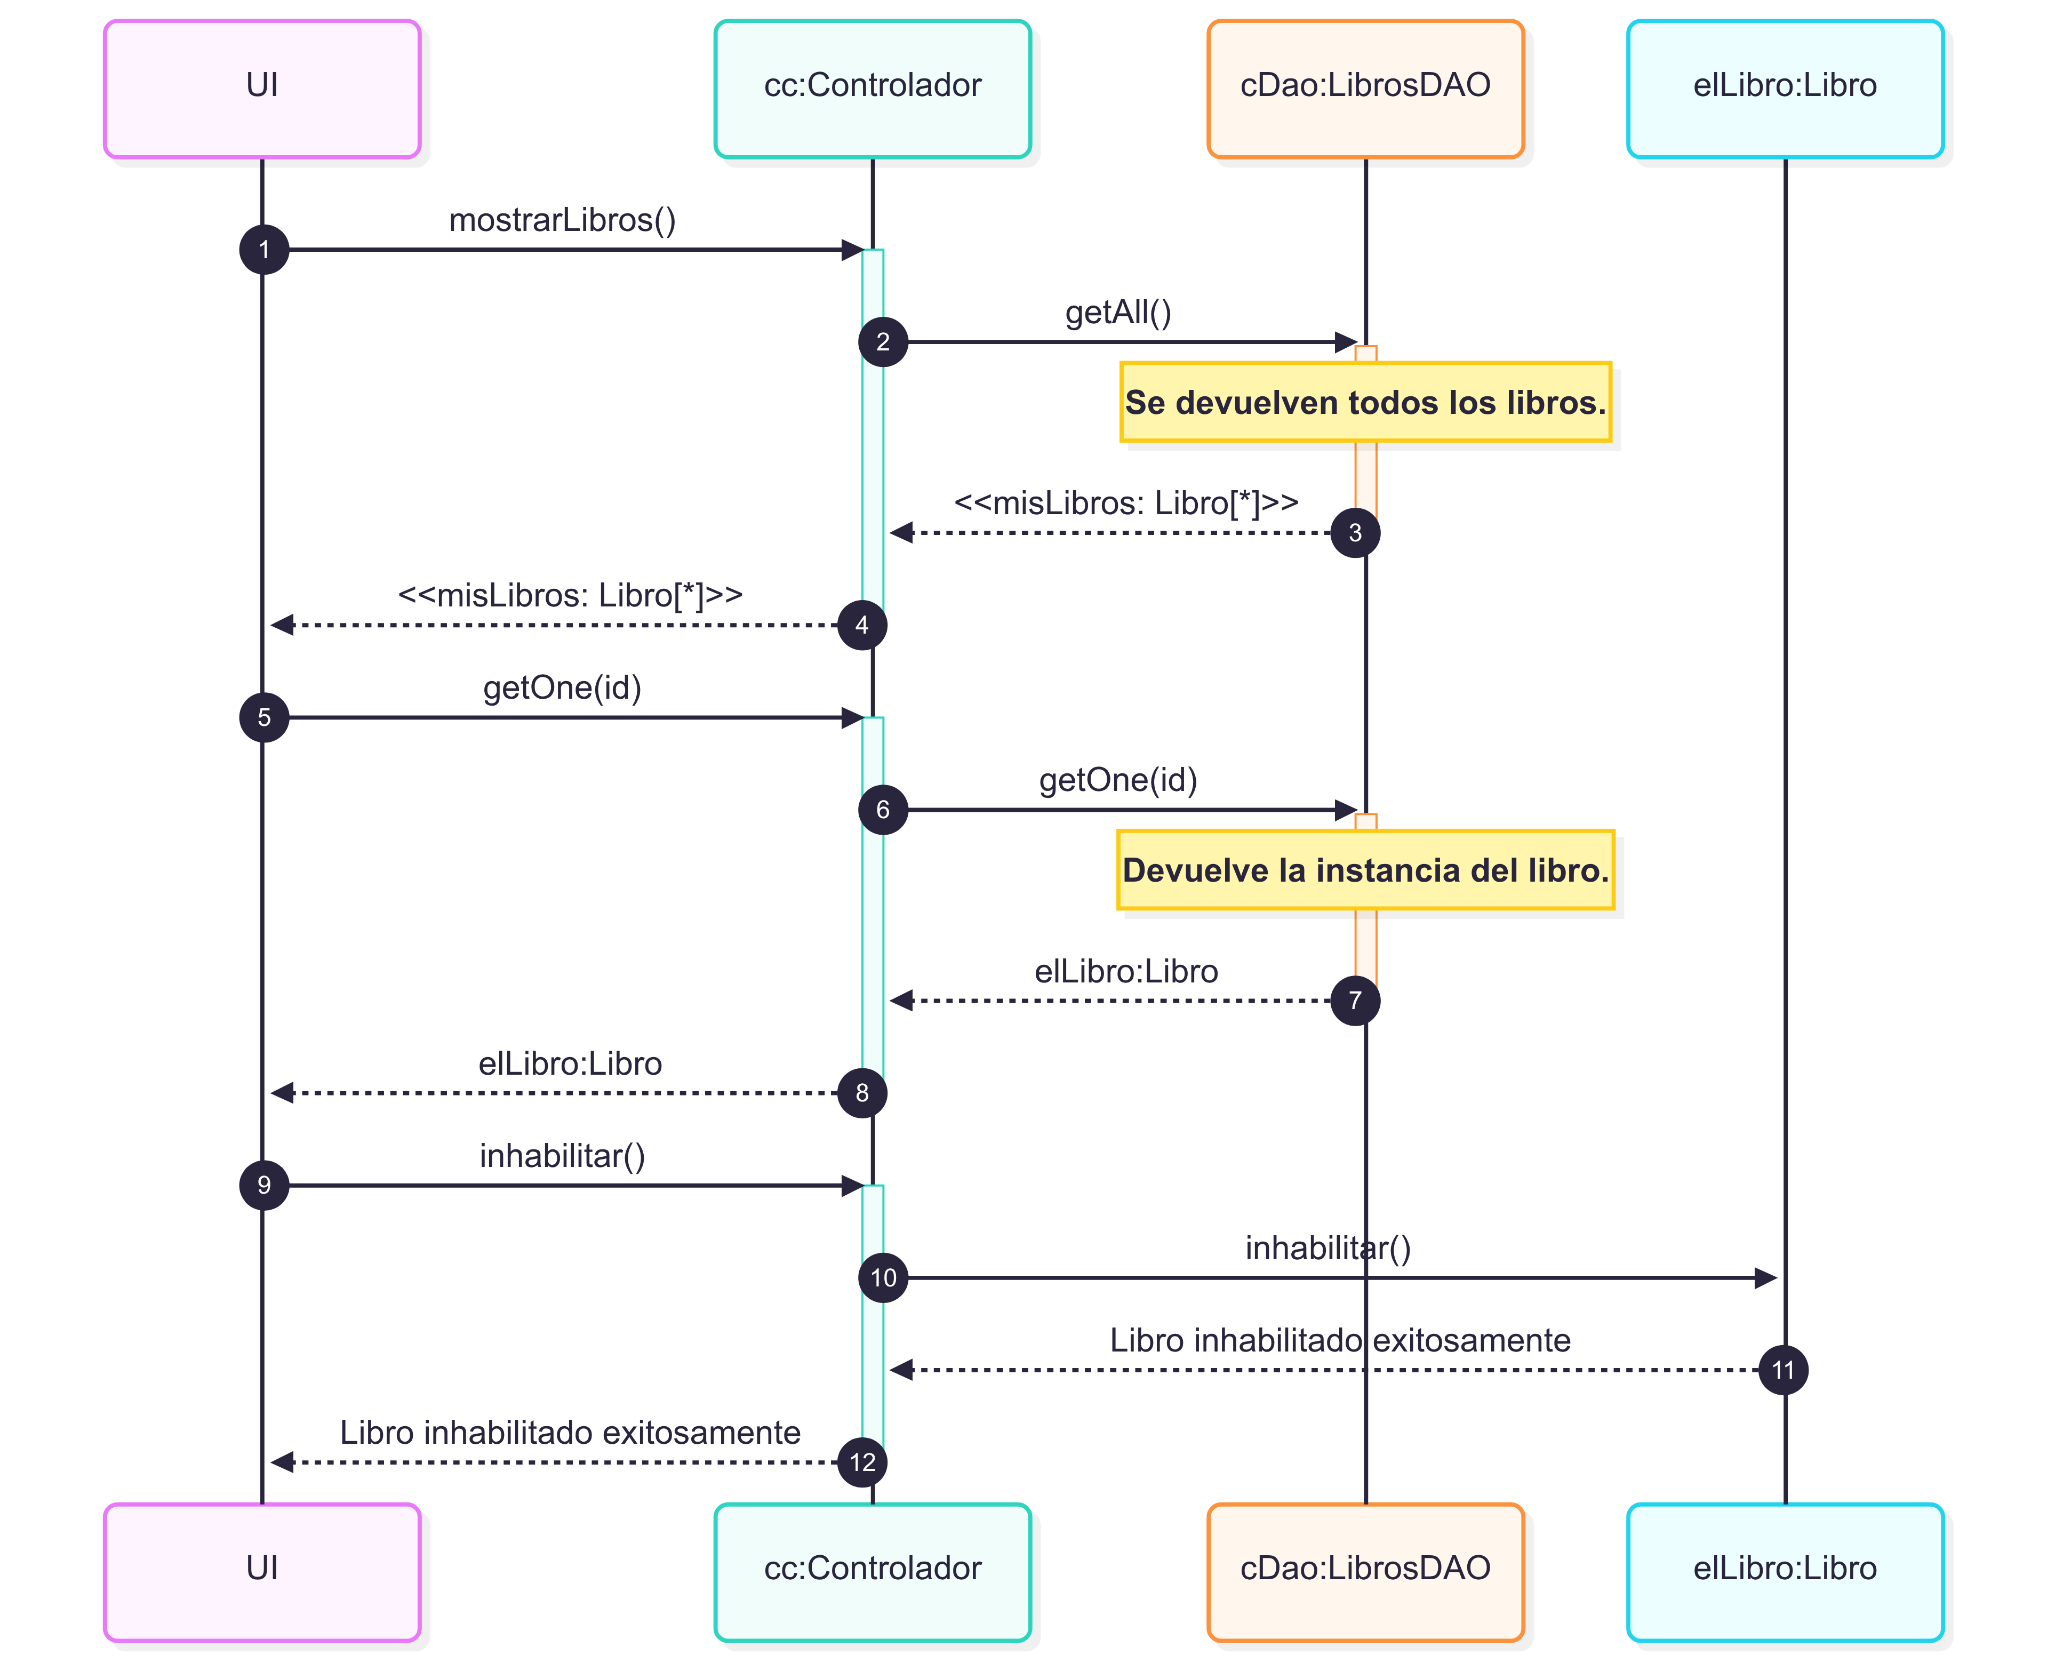 UI
cc:Controlador
cDao:LibrosDAO
elLibro:Libro
mostrarLibros()
1
getAll()
2
Se devuelven todos los libros.
<<misLibros: Libro[*]>>
3
<<misLibros: Libro[*]>>
4
getOne(id)
5
getOne(id)
6
Devuelve la instancia del libro.
elLibro:Libro
7
elLibro:Libro
8
inhabilitar()
9
inhabilitar()
10
Libro inhabilitado exitosamente
11
Libro inhabilitado exitosamente
12
UI
cc:Controlador
cDao:LibrosDAO
elLibro:Libro